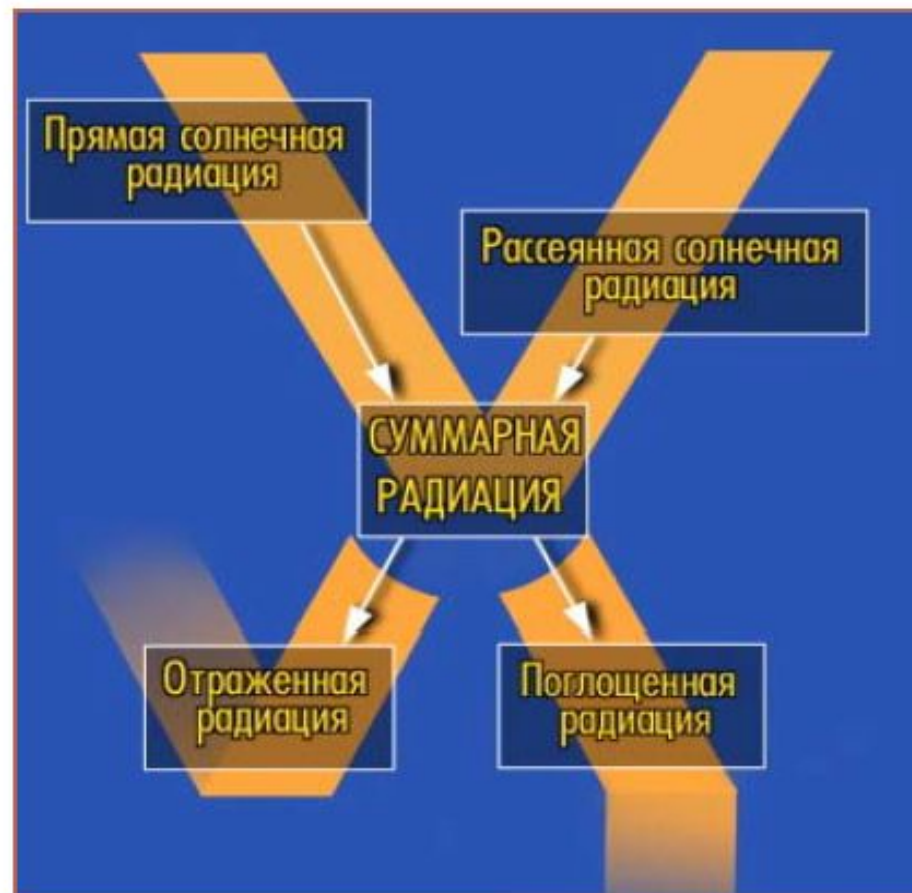 Прямая солнечная
радиация
Рассеянная солнечная
радиация
СУММАРНАЯ
РАДИАЦИЯ
Отраженная
радиация
Поглощенная
радиация